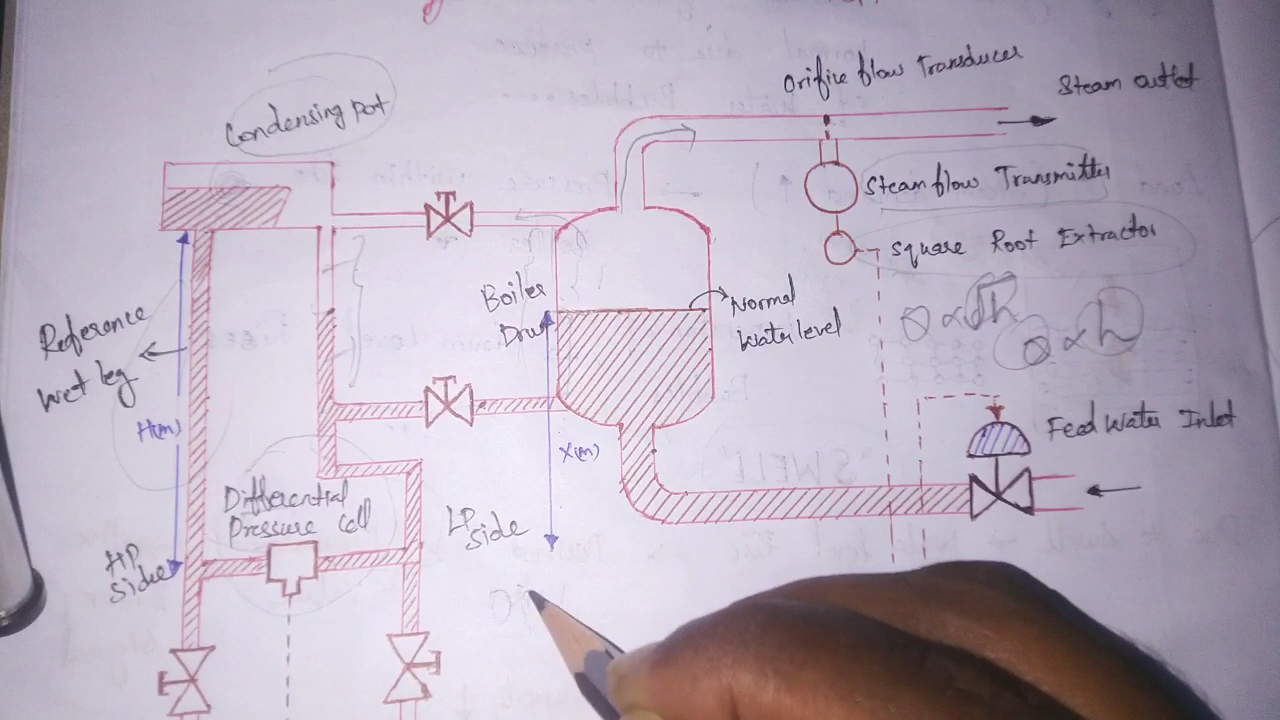 Orifice flow Transducer
Steam outlet
Condensing Pot
Steam flow Transmitter
Square Root Extractor
Boiler
Drum
Normal
Water level
Q ∝ √h
Q ∝ h
Reference
Wet leg
H(m)
X(m)
Feed Water Inlet
"SWELL"
Differential
Pressure Cell
LP
side
HP
side